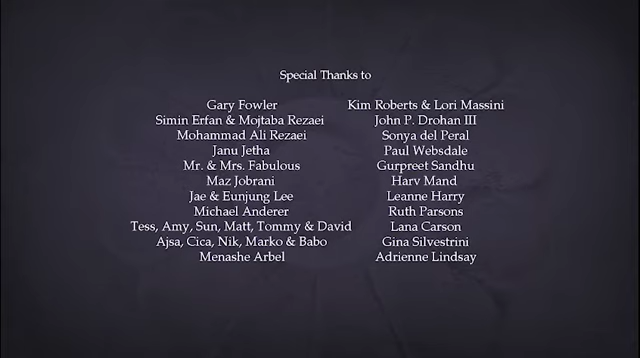 Special Thanks to
Gary Fowler
Simin Erfan & Mojtaba Rezaei
Mohammad Ali Rezaei
Janu Jetha
Mr. & Mrs. Fabulous
Maz Jobrani
Jae & Eunjung Lee
Michael Anderer
Tess, Amy, Sun, Matt, Tommy & David
Ajsa, Cica, Nik, Marko & Babo
Menashe Arbel
Kim Roberts & Lori Massini
John P. Drohan III
Sonya del Peral
Paul Websdale
Gurpreet Sandhu
Harv Mand
Leanne Harry
Ruth Parsons
Lana Carson
Gina Silvestrini
Adrienne Lindsay